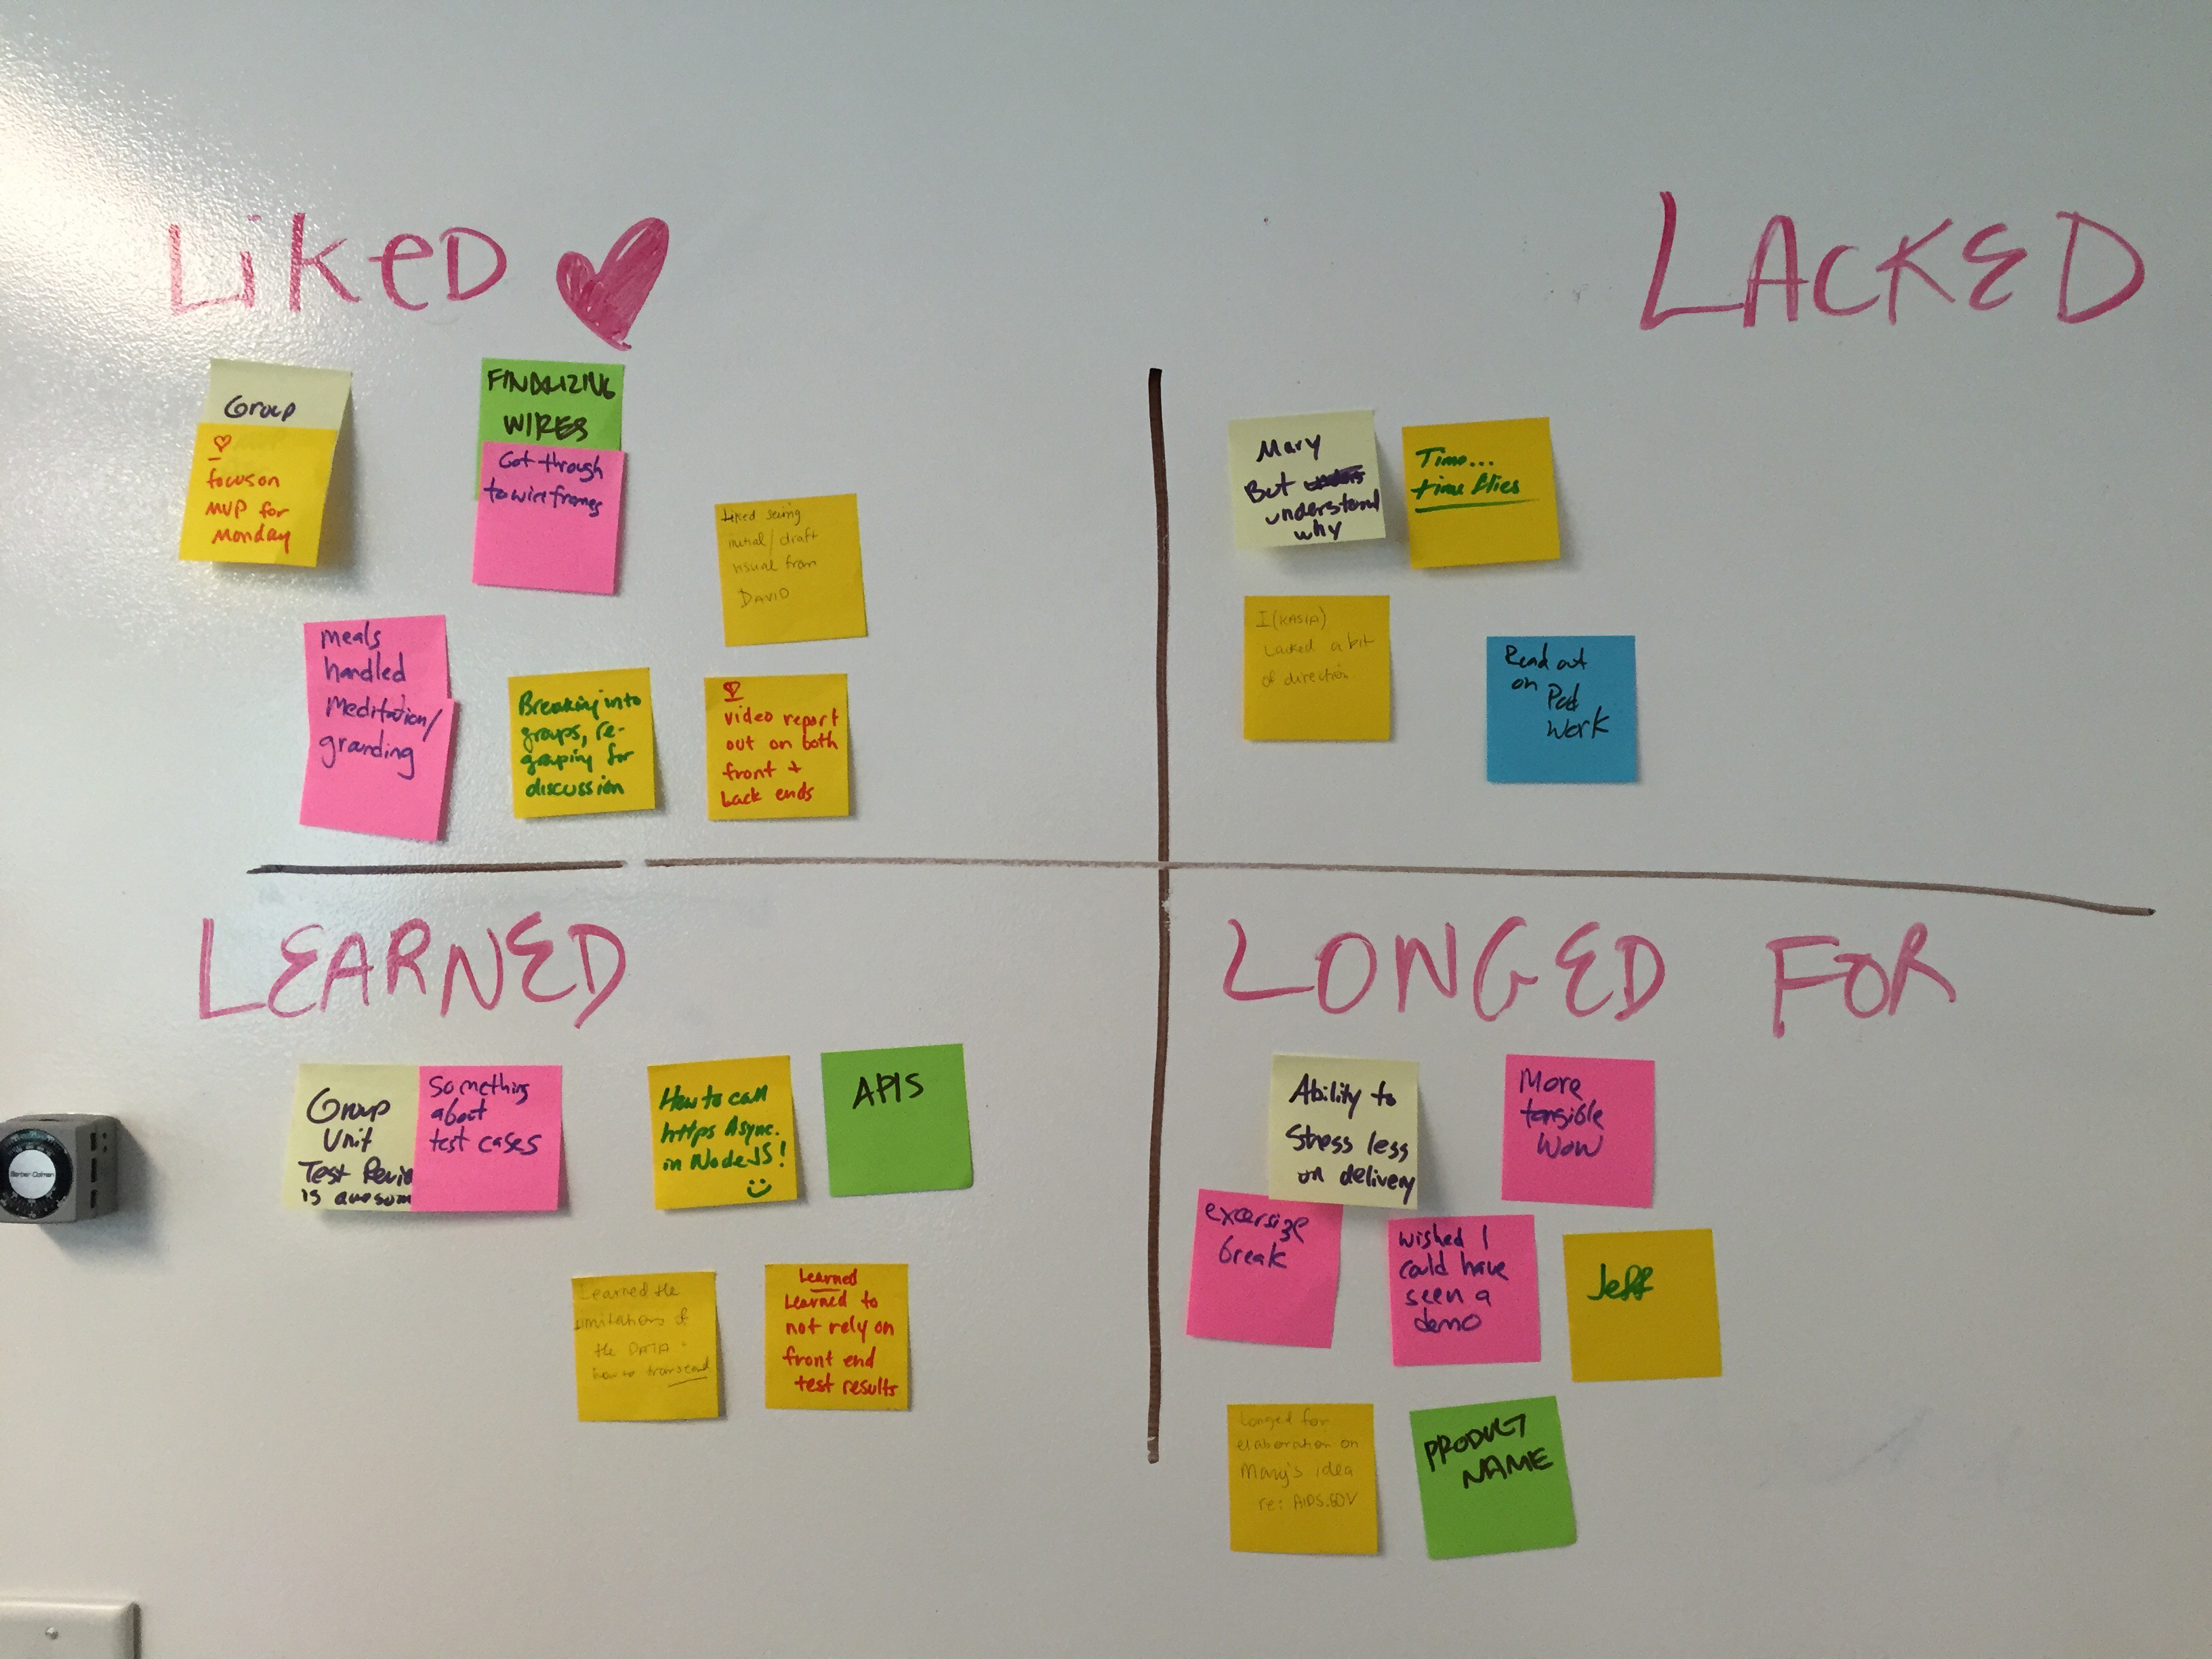 LiKeD
LACKED
Group
focus on
MVP for
Monday
FINALIZING
WIRES
Got through
to wireframes
Liked seeing
initial/draft
visual from
DAVID
meals
handled
Meditation/
granding
Breaking into
groups, re-
grouping for
discussion
video report
out on both
front +
back ends
Mary
But
understand
why
Time...
time flies
I (KASIA)
Lacked a bit
of direction.
Read out
on Pod
Work
LEARNED
LONGED FOR
Group
Unit
Test Revie
is awesom
Something
about
test cases
How to call
https Async.
in NodeJS!
APIS
Learned the
limitations of
the DATA
how to transcend
Learned
Learned to
not rely on
front end
test results
Ability to
Stress less
on delivery
More
tangible
WOW
excersize
break
wished I
could have
seen a
demo
Jeff
Longed for
elaboration on
Mary's idea
re: AIDS.GOV
PRODUCT
NAME
Barber Colman